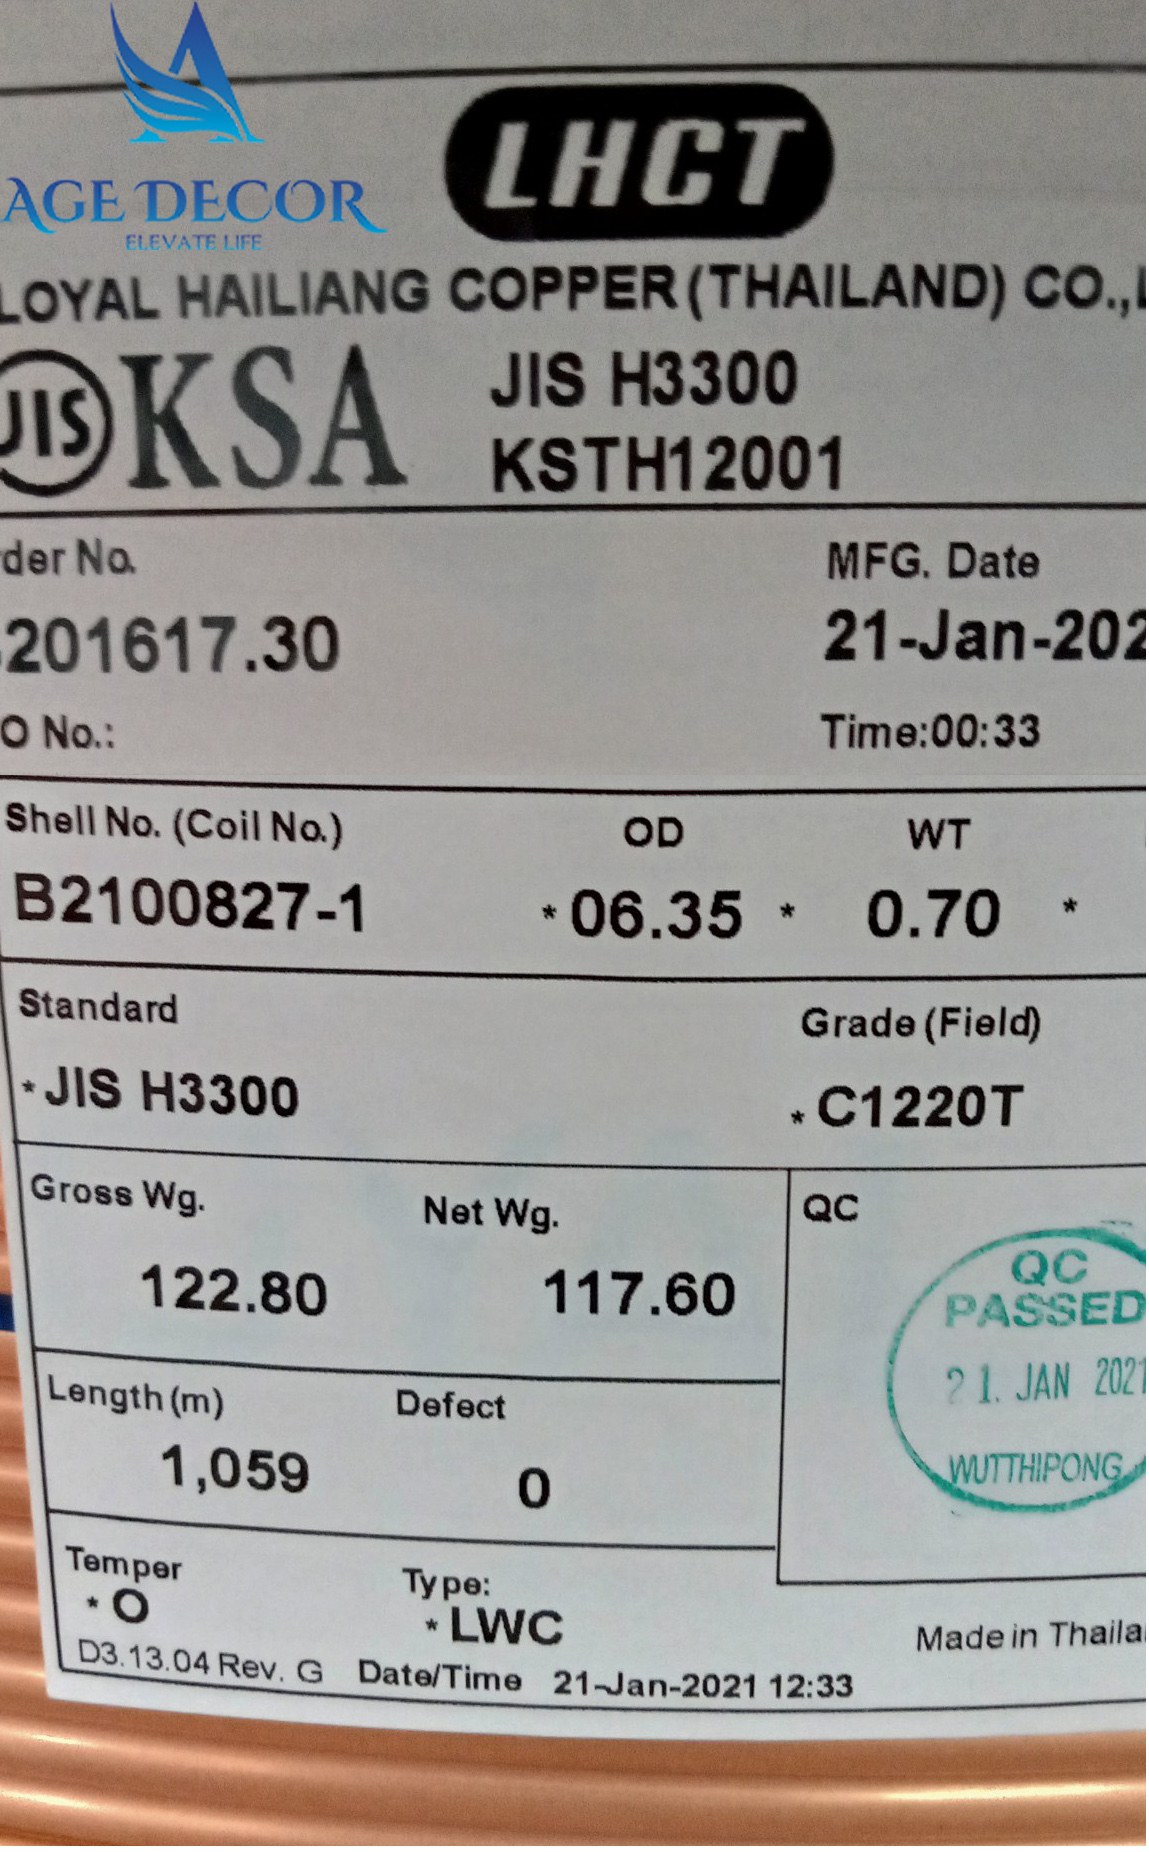 AGE DECOR
ELEVATE LIFE
LHCT
LOYAL HAILIANG COPPER (THAILAND) CO.,L
JIS KSA JIS H3300
KSTH12001
der No. MFG. Date
201617.30 21-Jan-202
O No.: Time:00:33
Shell No. (Coil No.) OD WT
B2100827-1 * 06.35 * 0.70 *
Standard Grade (Field)
* JIS H3300 * C1220T
Gross Wg. Net Wg. QC
122.80 117.60
QC
PASSED
21. JAN 2021
WUTTHIPONG
Length (m) Defect
1,059 0
Temper Type:
* O * LWC
Made in Thaila
D3.13.04 Rev. G Date/Time 21-Jan-2021 12:33